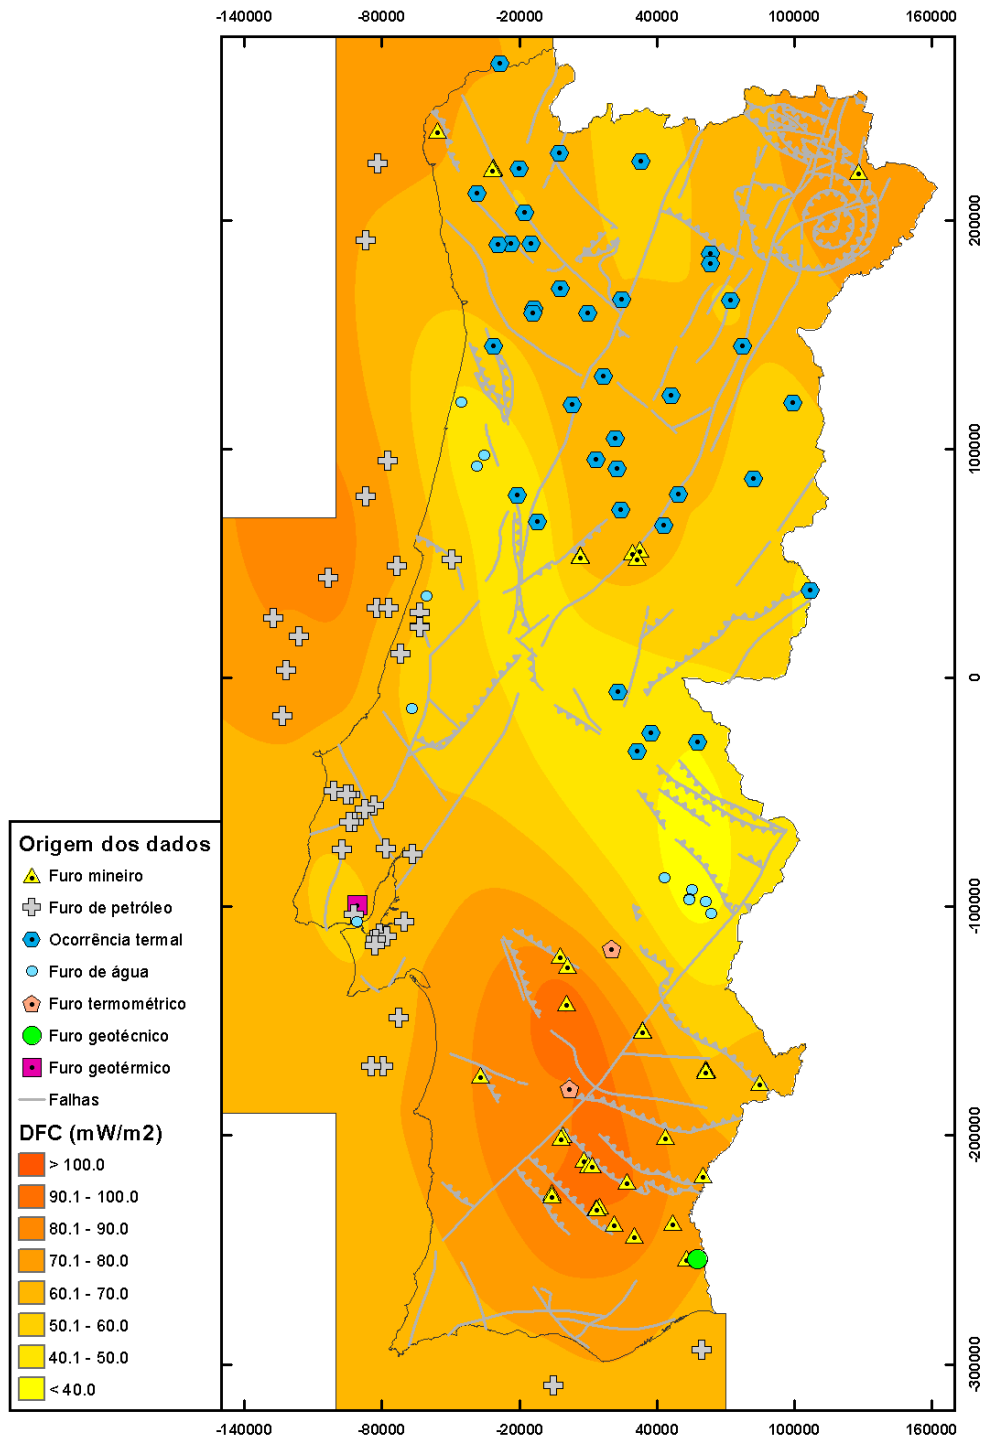 -140000 -80000 -20000 40000 100000 160000
200000
100000
0
-100000
-200000
-300000
Origem dos dados
Furo mineiro
Furo de petróleo
Ocorrência termal
Furo de água
Furo termométrico
Furo geotécnico
Furo geotérmico
Falhas
DFC (mW/m2)
> 100.0
90.1 - 100.0
80.1 - 90.0
70.1 - 80.0
60.1 - 70.0
50.1 - 60.0
40.1 - 50.0
< 40.0
-140000 -80000 -20000 40000 100000 160000